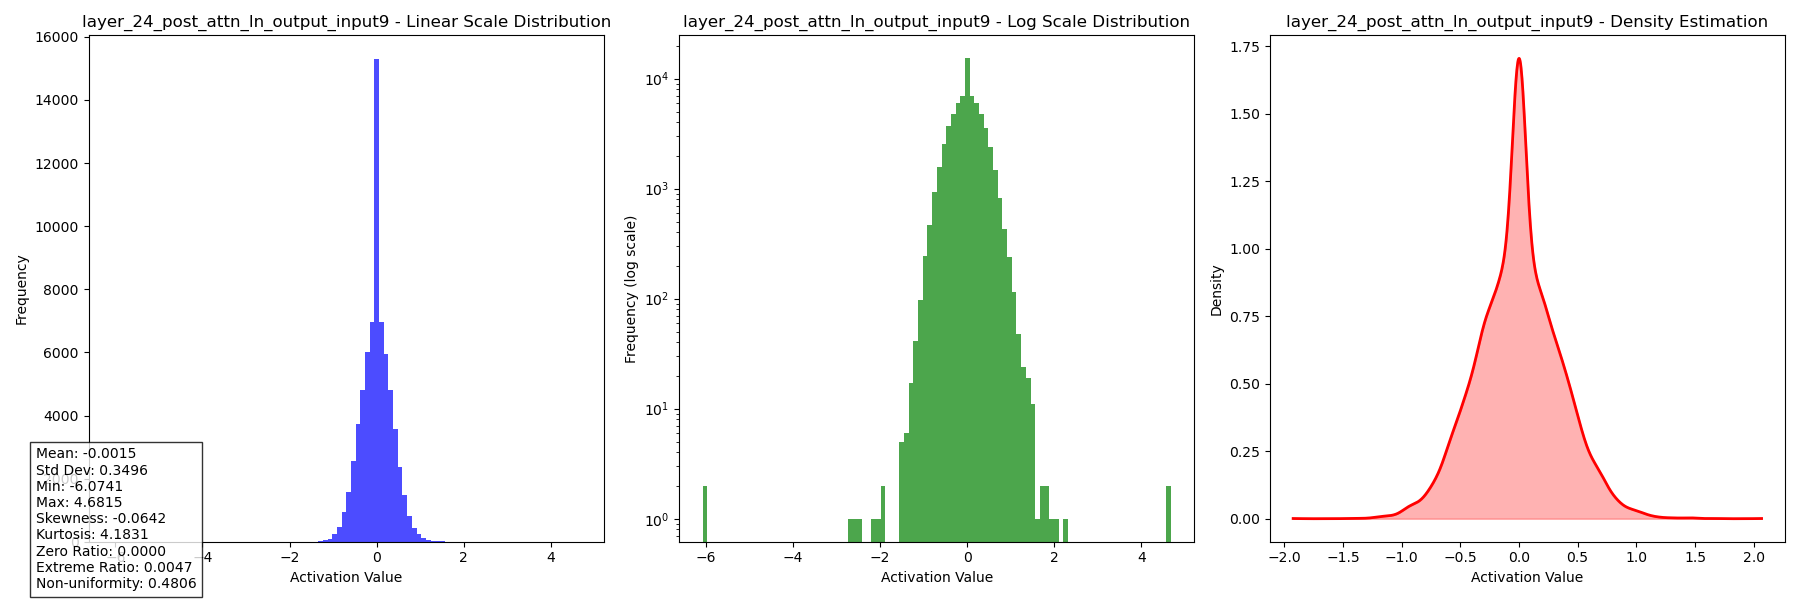 layer_24_post_attn_ln_output_input9 - Linear Scale Distribution
16000
14000
12000
10000
8000
6000
4000
2000
0
Frequency
−6 −4 −2 0 2 4
Activation Value
Mean: -0.0015
Std Dev: 0.3496
Min: -6.0741
Max: 4.6815
Skewness: -0.0642
Kurtosis: 4.1831
Zero Ratio: 0.0000
Extreme Ratio: 0.0047
Non-uniformity: 0.4806
layer_24_post_attn_ln_output_input9 - Log Scale Distribution
10⁴
10³
10²
10¹
10⁰
Frequency (log scale)
−6 −4 −2 0 2 4
Activation Value
layer_24_post_attn_ln_output_input9 - Density Estimation
1.75
1.50
1.25
1.00
0.75
0.50
0.25
0.00
Density
−2.0 −1.5 −1.0 −0.5 0.0 0.5 1.0 1.5 2.0
Activation Value